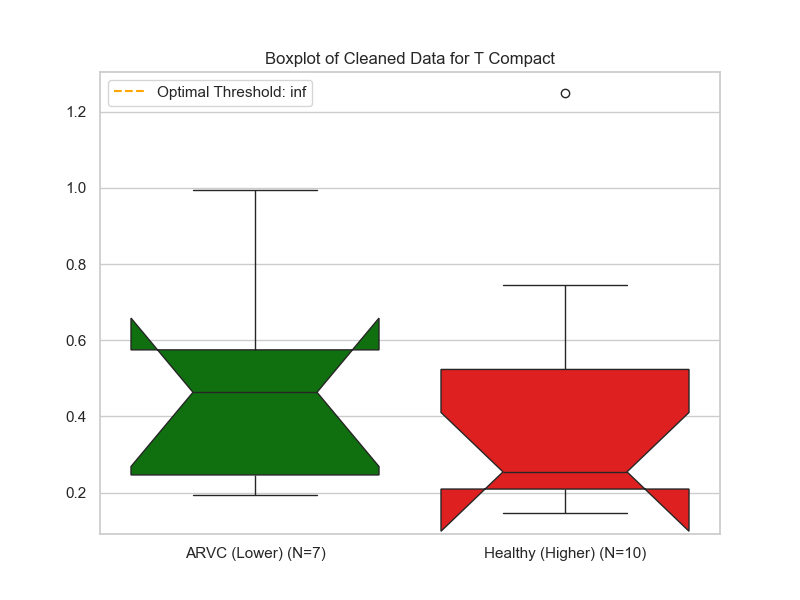 Boxplot of Cleaned Data for T Compact
Optimal Threshold: inf
1.2
1.0
0.8
0.6
0.4
0.2
ARVC (Lower) (N=7)
Healthy (Higher) (N=10)